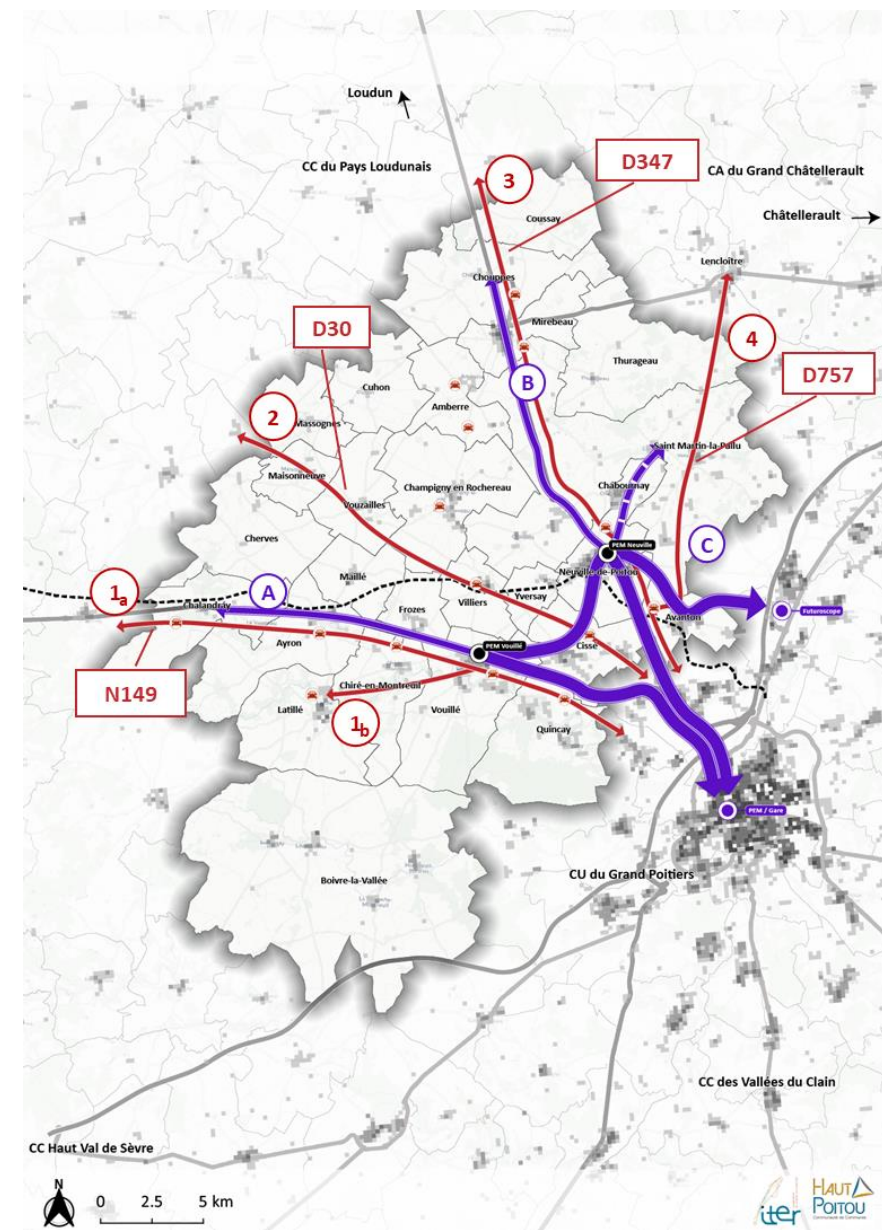 Loudun
CC du Pays Loudunais
3
D347
CA du Grand Châtellerault
Châtellerault
Coussay
Lencloître
Chouppes
D30
Mirebeau
4
Thurageau
B
D757
Cuhon
Amberre
2
Massognes
Saint Martin-la-Pallu
Maisonneuve
Champigny en Rochereau
Chabournay
Vouzailles
Cherves
PEM Neuville
C
Neuville-de-Poitou
Maillé
1a
A
Chalandray
Villiers
Yversay
Frozes
Avanton
Futuroscope
Ayron
Cissé
PEM Vouillé
N149
Chiré-en-Montreuil
Latillé
Vouillé
1b
Quincay
PEM / Gare
CU du Grand Poitiers
Boivre-la-Vallée
CC des Vallées du Clain
CC Haut Val de Sèvre
N
0 2.5 5 km
iter
HAUT
POITOU
Communauté de Communes